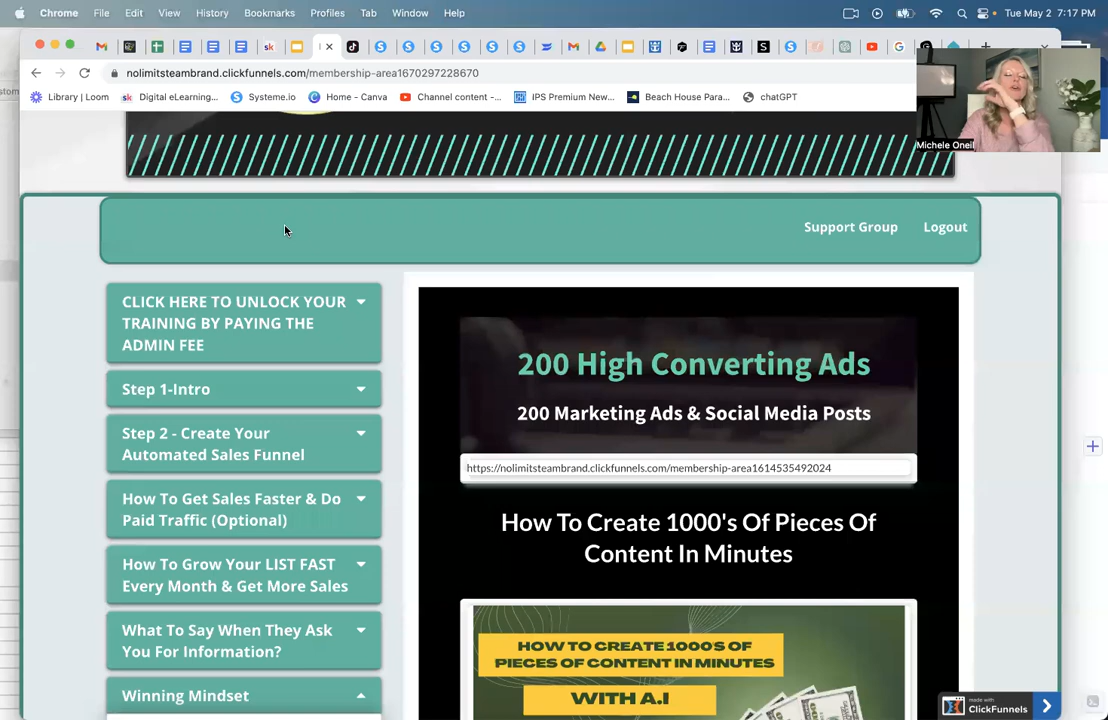 Chrome File Edit View History Bookmarks Profiles Tab Window Help Tue May 2 7:17 PM
nolimitsteambrand.clickfunnels.com/membership-area1670297228670
Library | Loom Digital eLearning... Systeme.io Home - Canva Channel content -... IPS Premium New... Beach House Para... chatGPT
Michele Oneil
Support Group Logout
CLICK HERE TO UNLOCK YOUR
TRAINING BY PAYING THE
ADMIN FEE
Step 1-Intro
Step 2 - Create Your
Automated Sales Funnel
How To Get Sales Faster & Do
Paid Traffic (Optional)
How To Grow Your LIST FAST
Every Month & Get More Sales
What To Say When They Ask
You For Information?
Winning Mindset
200 High Converting Ads
200 Marketing Ads & Social Media Posts
https://nolimitsteambrand.clickfunnels.com/membership-area1614535492024
How To Create 1000's Of Pieces Of
Content In Minutes
HOW TO CREATE 1000'S OF
PIECES OF CONTENT IN MINUTES
WITH A.I
made with
ClickFunnels